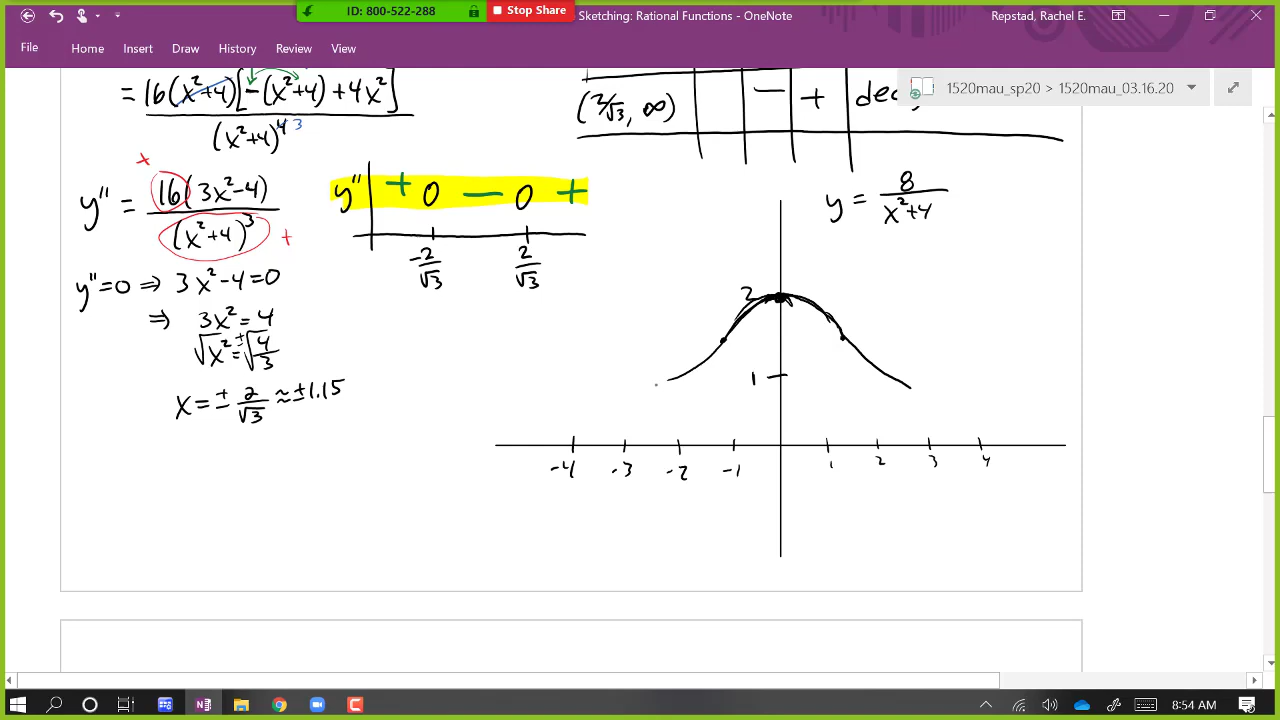 ID: 800-522-288
Stop Share
Sketching: Rational Functions - OneNote
Repstad, Rachel E.
File
Home Insert Draw History Review View
1520mau_sp20 > 1520mau_03.16.20
= 16(x²+4)[-(x²+4)+4x²]
(x²+4)⁴ 3
+
y'' = 16(3x²-4)
(x²+4)³ +
y''=0 ⇒ 3x²-4=0
⇒ 3x²=4
√x² = ±√4/3
x = ± 2/√3 ≈ ±1.15
y'' + 0 — 0 +
-2/√3 2/√3
(2/√3, ∞) — +
y = 8/(x²+4)
2
1
-4 -3 -2 -1 1 2 3 4
8:54 AM